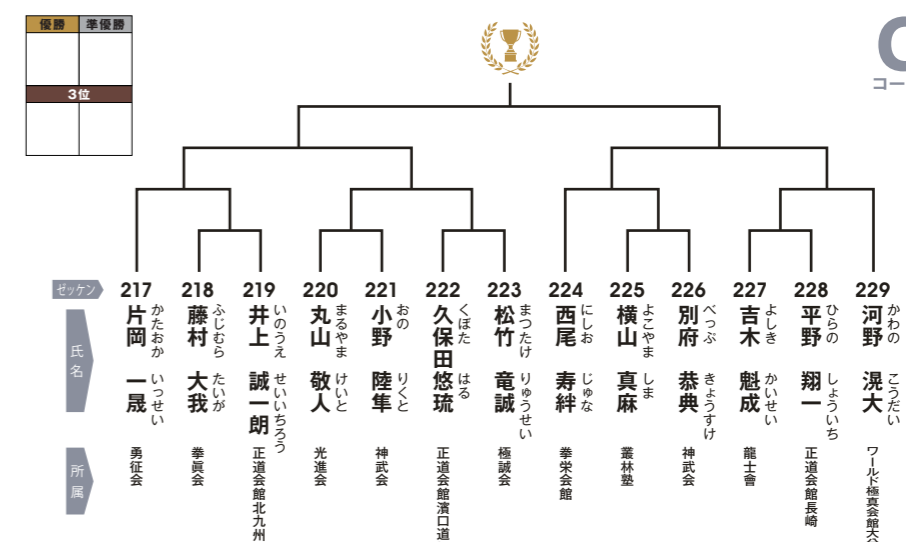 優勝 準優勝
3位
コー
ゼッケン 217 218 219 220 221 222 223 224 225 226 227 228 229
氏名
片岡 一晟 かたおか いっせい
藤村 大我 ふじむら たいが
井上 誠一朗 いのうえ せいいちろう
丸山 敬人 まるやま けいと
小野 陸隼 おの りくと
久保田 悠琉 くぼた はる
松竹 竜誠 まつたけ りゅうせい
西尾 寿絆 にしお じゅな
横山 真麻 よこやま しま
別府 恭典 べっぷ きょうすけ
吉木 魁成 よしき かいせい
平野 翔一 ひらの しょういち
河野 滉大 かわの こうだい
所属
勇征会
拳眞会
正道会館北九州
光進会
神武会
正道会館濱口道
極誠会
拳栄会館
叢林塾
神武会
龍士會
正道会館長崎
ワールド極真会館大